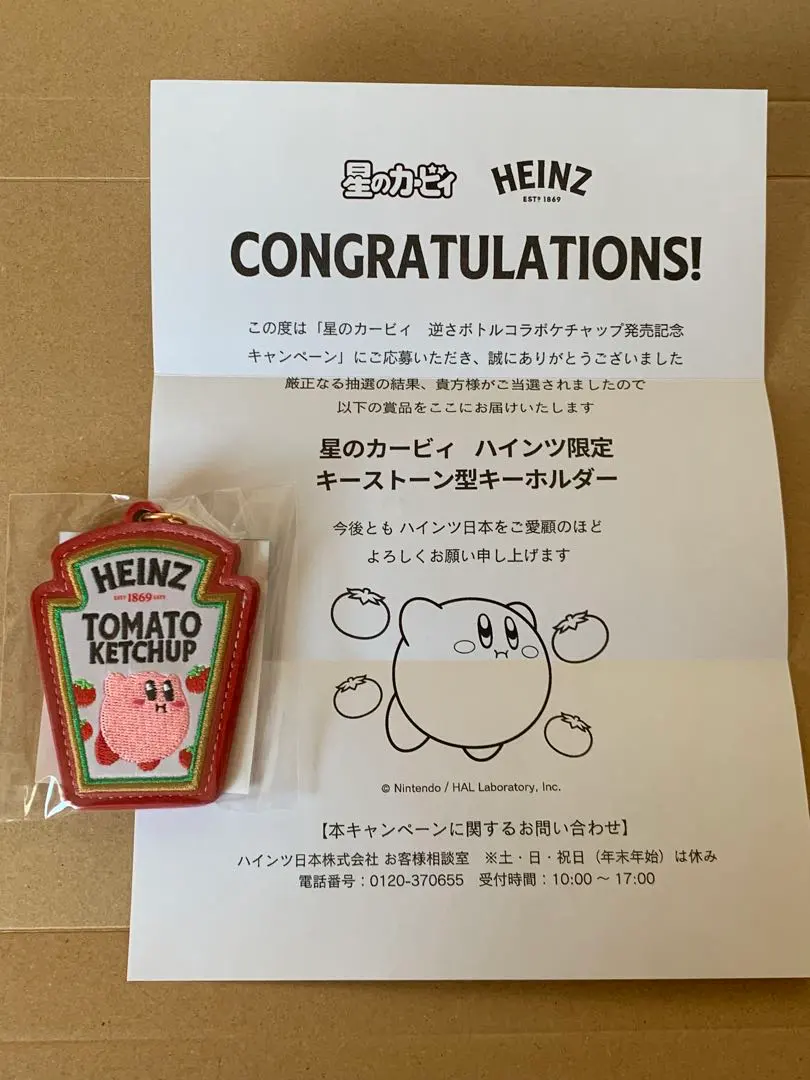 星のカービィ
HEINZ
ESTD 1869
CONGRATULATIONS!
この度は「星のカービィ　逆さボトルコラボケチャップ発売記念
キャンペーン」にご応募いただき、誠にありがとうございました
厳正なる抽選の結果、貴方様がご当選されましたので
以下の賞品をここにお届けいたします
星のカービィ　ハインツ限定
キーストーン型キーホルダー
今後とも ハインツ日本をご愛顧のほど
よろしくお願い申し上げます
© Nintendo / HAL Laboratory, Inc.
【本キャンペーンに関するお問い合わせ】
ハインツ日本株式会社 お客様相談室　※土・日・祝日（年末年始）は休み
電話番号：0120-370655　受付時間：10:00 ～ 17:00
HEINZ
1869
TOMATO
KETCHUP